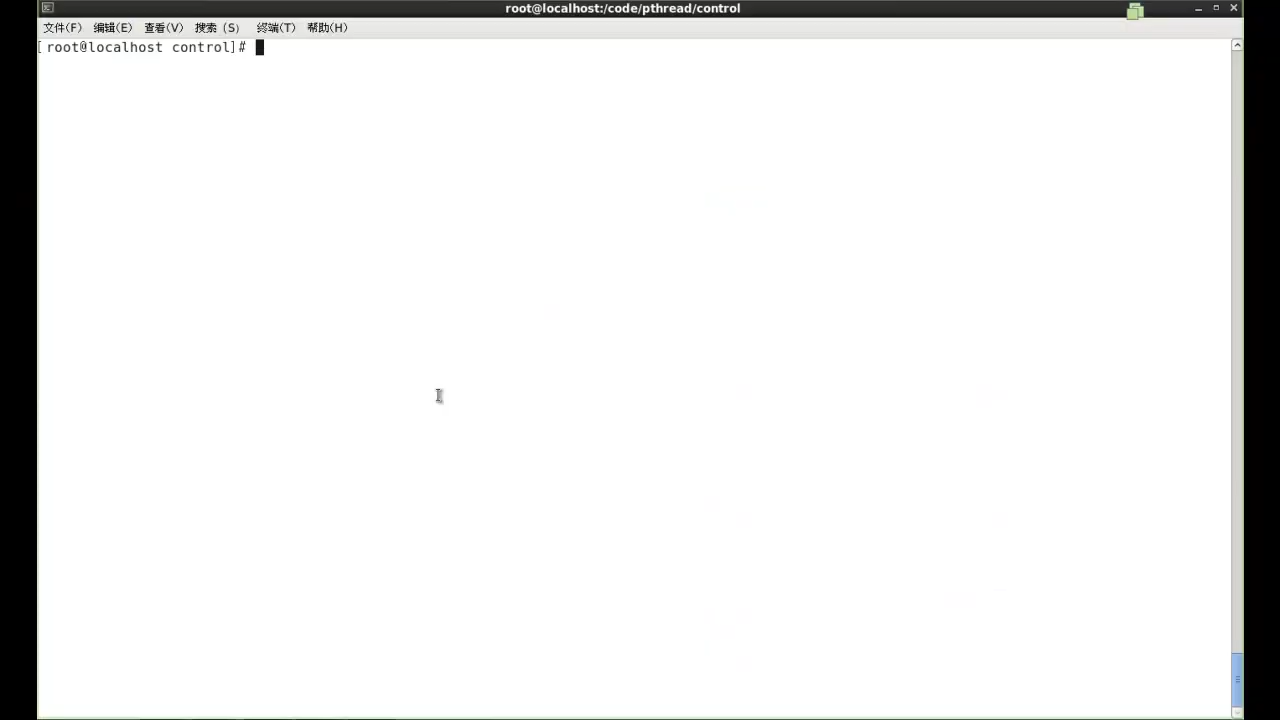 root@localhost:/code/pthread/control
文件(F) 编辑(E) 查看(V) 搜索 (S) 终端(T) 帮助(H)
[root@localhost control]#